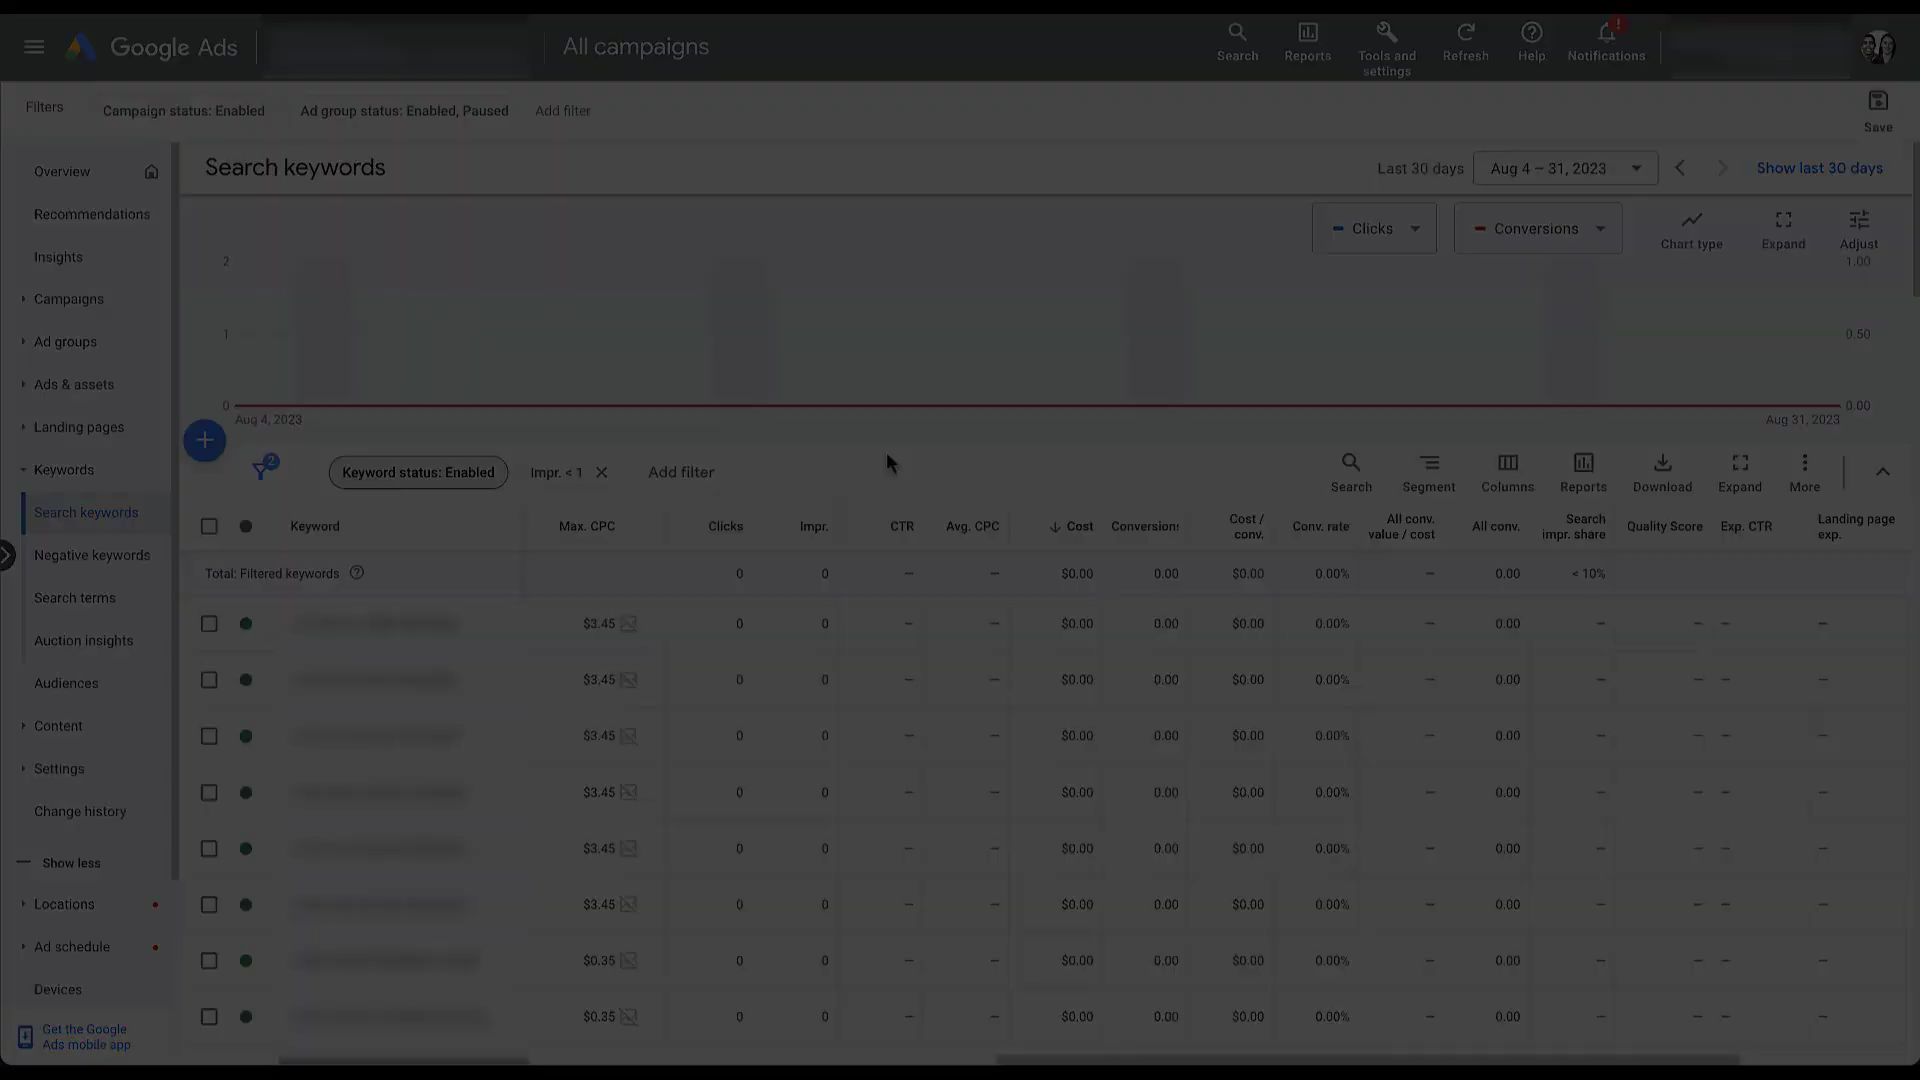 Google Ads
All campaigns
Search
Reports
Tools and
settings
Refresh
Help
!
Notifications
Filters
Campaign status: Enabled
Ad group status: Enabled, Paused
Add filter
Save
Overview
Recommendations
Insights
Campaigns
Ad groups
Ads & assets
Landing pages
Keywords
Search keywords
Negative keywords
Search terms
Auction insights
Audiences
Content
Settings
Change history
Show less
Locations
Ad schedule
Devices
Get the Google
Ads mobile app
Search keywords
Last 30 days
Aug 4 – 31, 2023
Show last 30 days
Clicks
Conversions
Chart type
Expand
Adjust
2
1.00
1
0.50
0
0.00
Aug 4, 2023
Aug 31, 2023
2
Keyword status: Enabled
Impr. < 1
Add filter
Search
Segment
Columns
Reports
Download
Expand
More
Keyword Max. CPC Clicks Impr. CTR Avg. CPC Cost Conversions Cost / conv. Conv. rate All conv. value / cost All conv. Search impr. share Quality Score Exp. CTR Landing page exp.
Total: Filtered keywords 0 0 – – $0.00 0.00 $0.00 0.00% – 0.00 < 10%
$3.45 0 0 – – $0.00 0.00 $0.00 0.00% – 0.00 – – – –
$3.45 0 0 – – $0.00 0.00 $0.00 0.00% – 0.00 – – – –
$3.45 0 0 – – $0.00 0.00 $0.00 0.00% – 0.00 – – – –
$3.45 0 0 – – $0.00 0.00 $0.00 0.00% – 0.00 – – – –
$3.45 0 0 – – $0.00 0.00 $0.00 0.00% – 0.00 – – – –
$3.45 0 0 – – $0.00 0.00 $0.00 0.00% – 0.00 – – – –
$0.35 0 0 – – $0.00 0.00 $0.00 0.00% – 0.00 – – – –
$0.35 0 0 – – $0.00 0.00 $0.00 0.00% – 0.00 – – – –